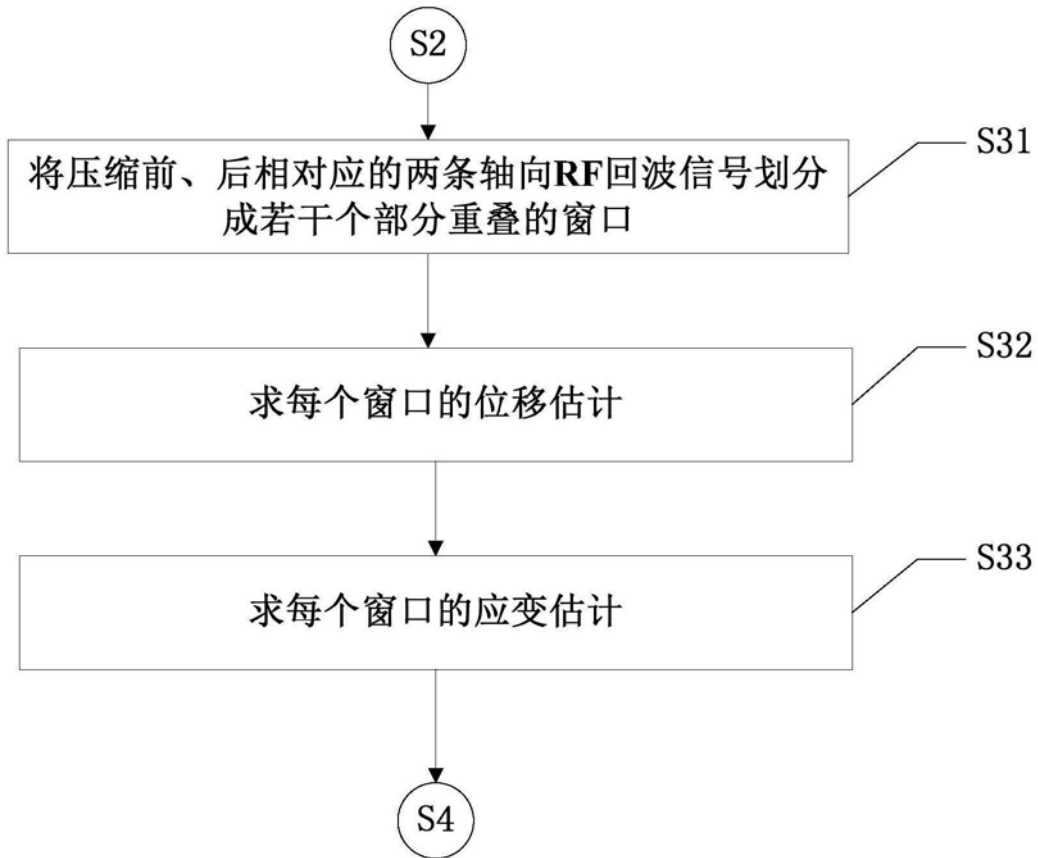 S2
S31
将压缩前、后相对应的两条轴向RF回波信号划分
成若干个部分重叠的窗口
S32
求每个窗口的位移估计
S33
求每个窗口的应变估计
S4